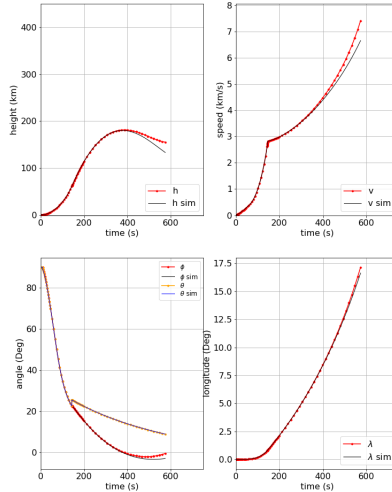 400
300
200
100
0
height (km)
h
h sim
0
200
400
600
time (s)
8
7
6
5
4
3
2
1
0
speed (km/s)
v
v sim
0
200
400
600
time (s)
80
60
40
20
0
angle (Deg)
ϕ
ϕ sim
θ
θ sim
0
200
400
600
time (s)
17.5
15.0
12.5
10.0
7.5
5.0
2.5
0.0
longitude (Deg)
λ
λ sim
0
200
400
600
time (s)